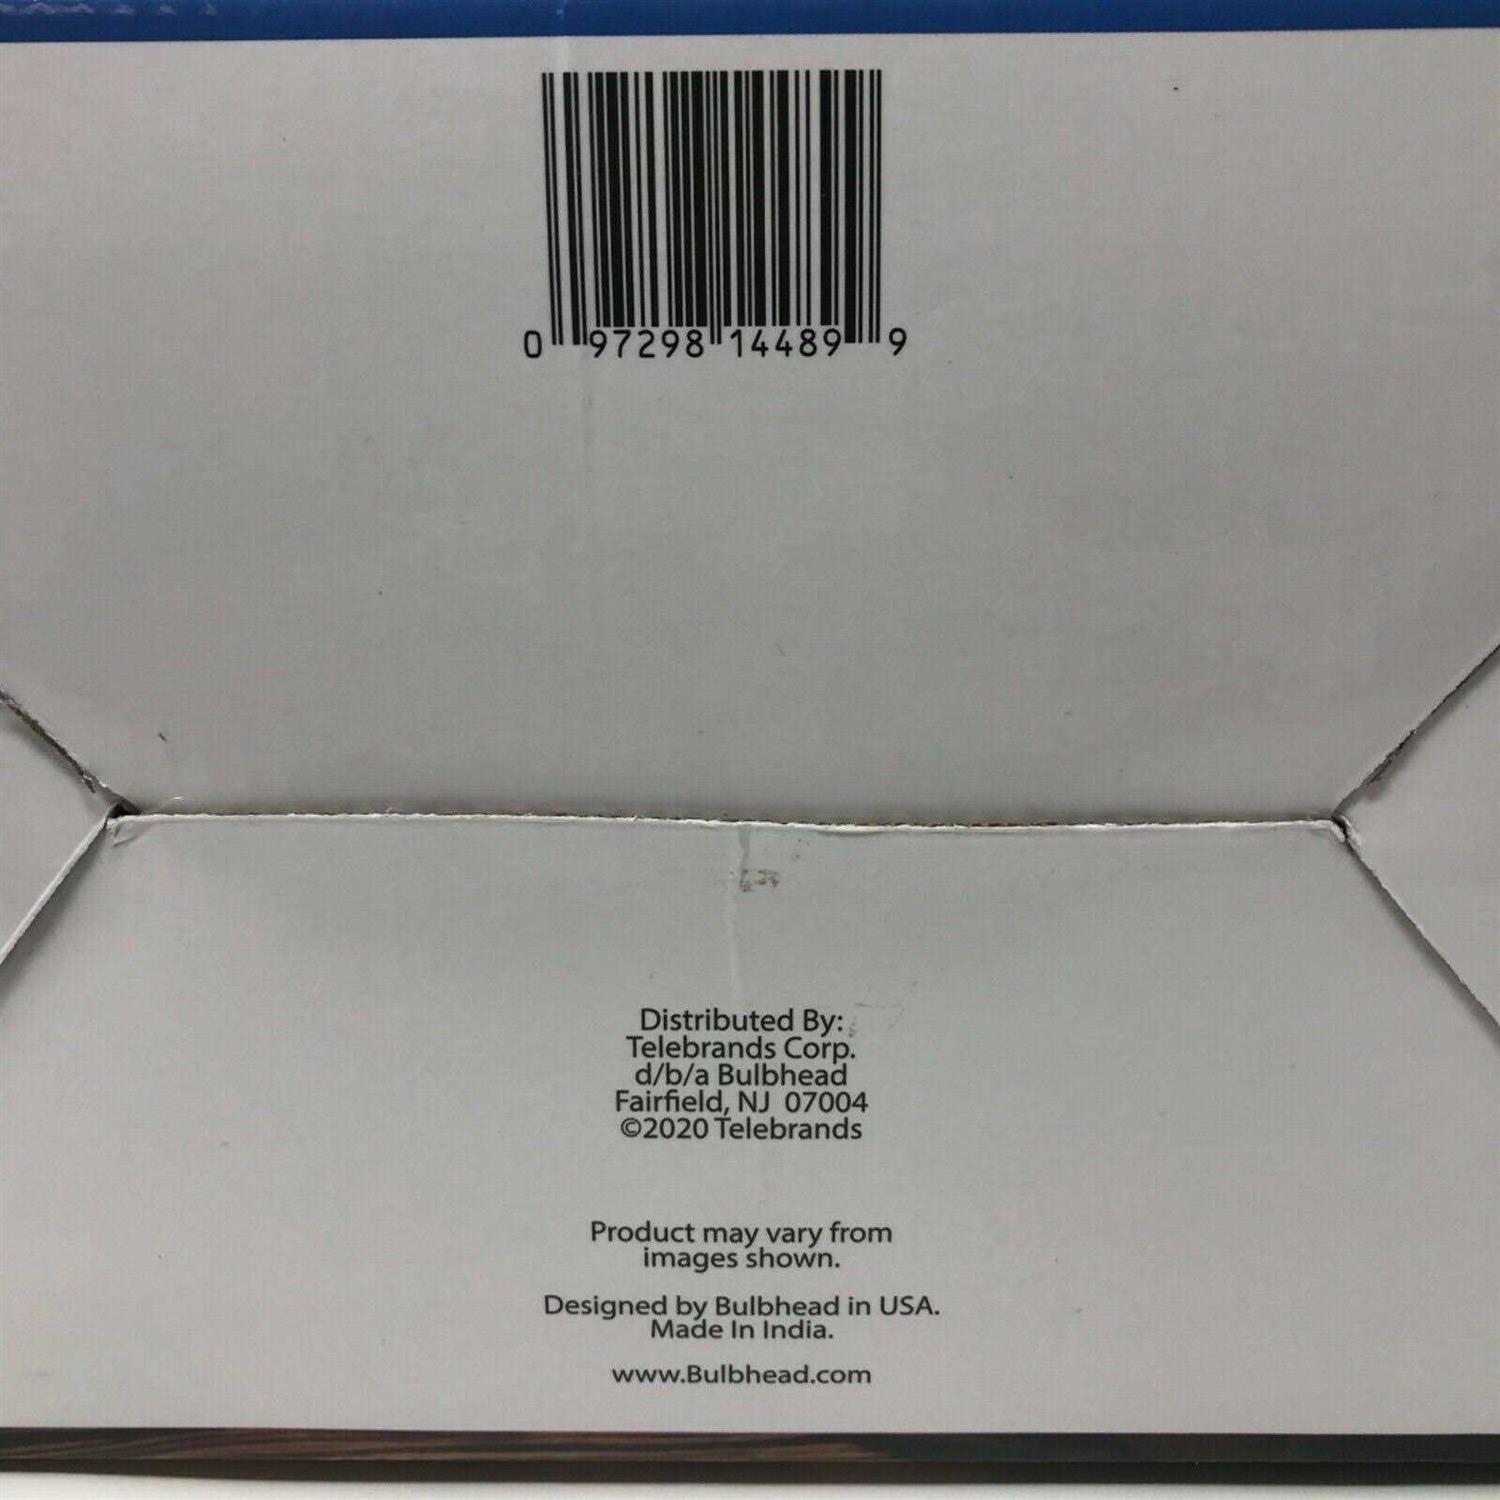 0 97298 14489 9
Distributed By:
Telebrands Corp.
d/b/a Bulbhead
Fairfield, NJ 07004
©2020 Telebrands
Product may vary from
images shown.
Designed by Bulbhead in USA.
Made In India.
www.Bulbhead.com